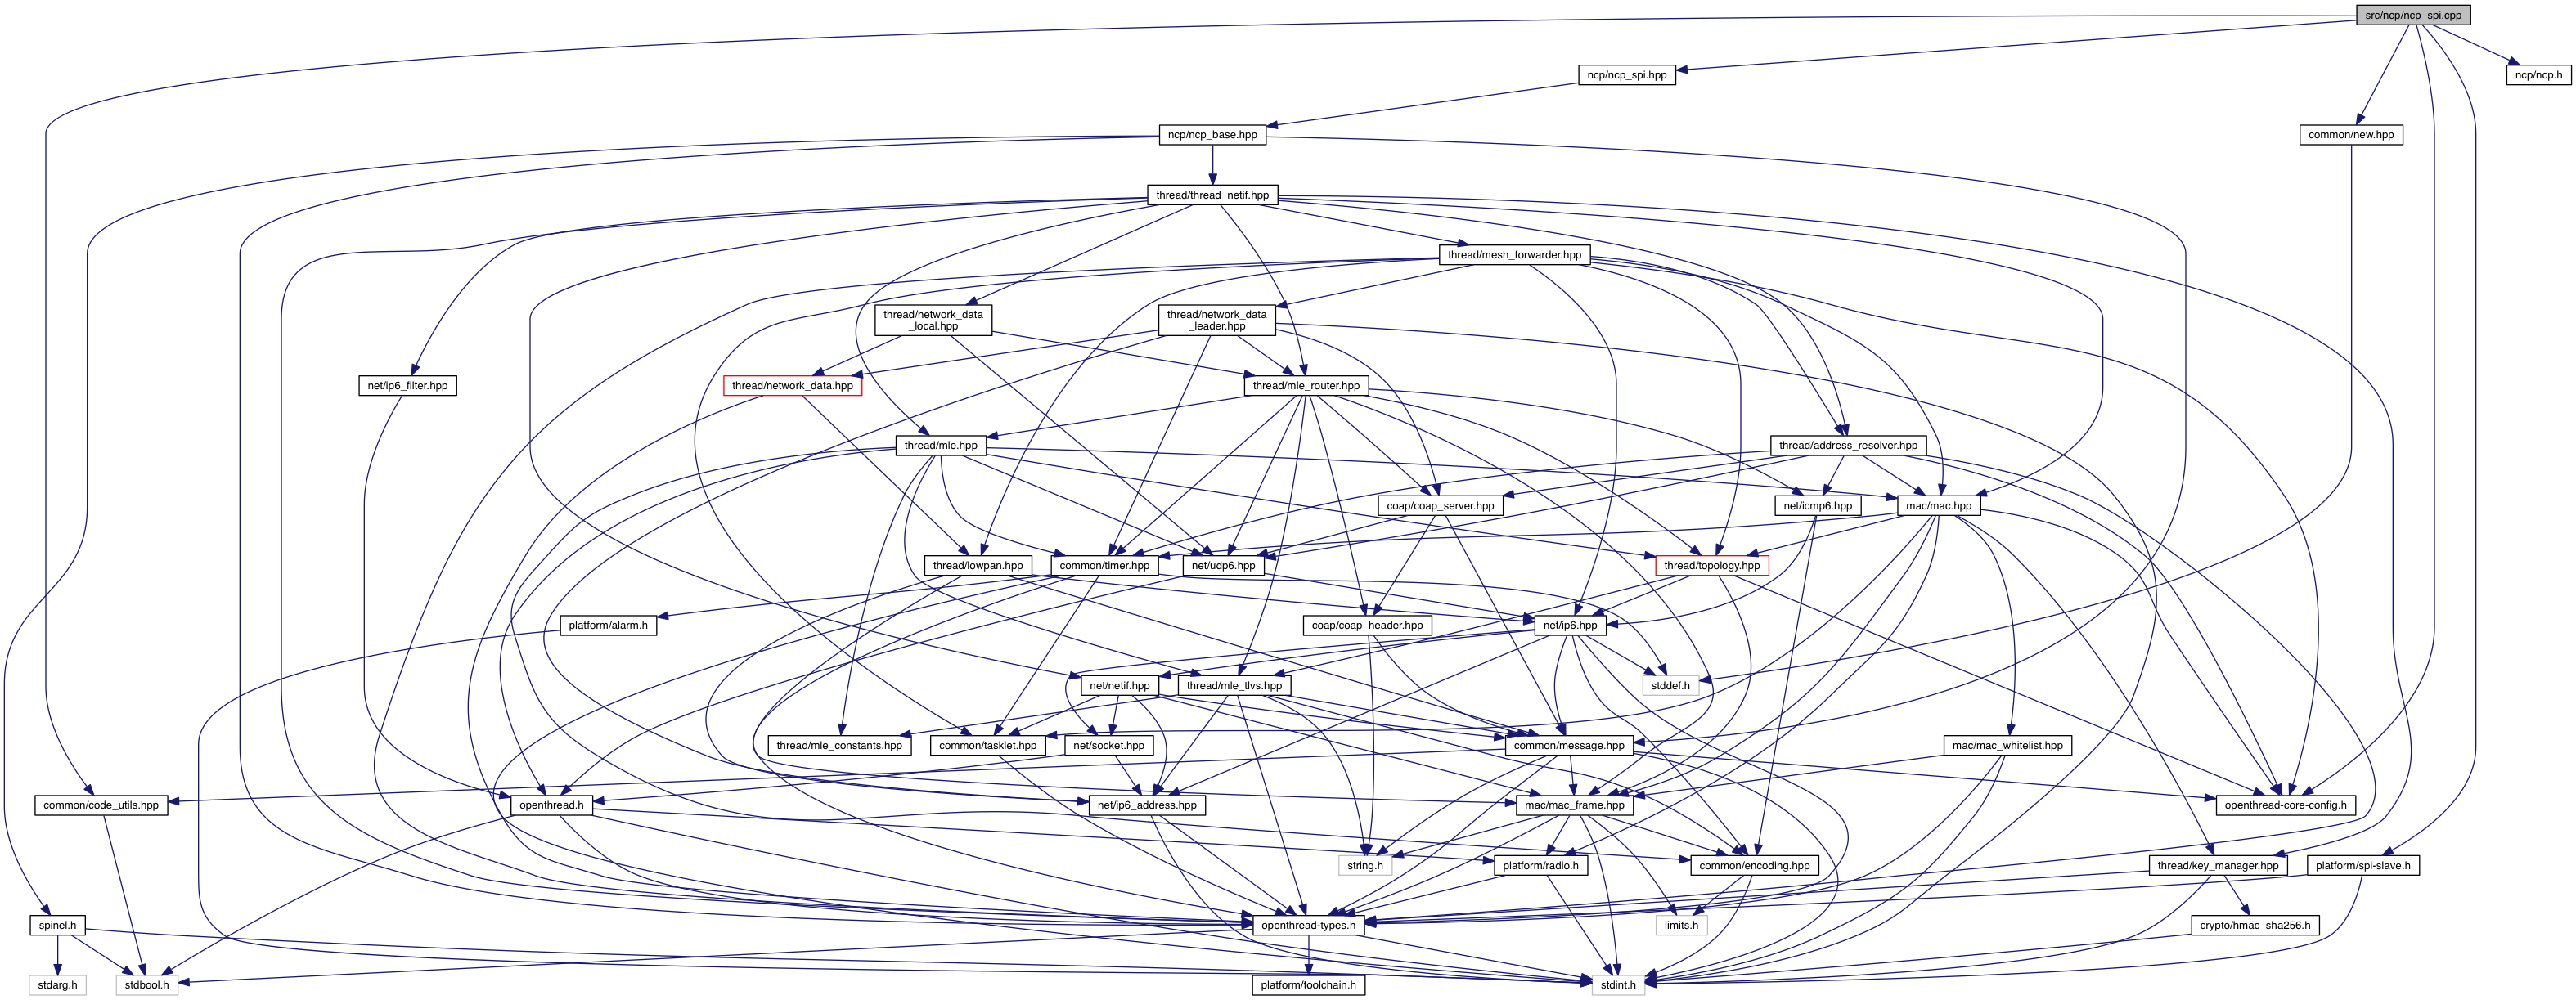 src/ncp/ncp_spi.cpp
ncp/ncp_spi.hpp
ncp/ncp.h
ncp/ncp_base.hpp
common/new.hpp
thread/thread_netif.hpp
thread/mesh_forwarder.hpp
thread/network_data
_local.hpp
thread/network_data
_leader.hpp
net/ip6_filter.hpp
thread/network_data.hpp
thread/mle_router.hpp
thread/mle.hpp
thread/address_resolver.hpp
coap/coap_server.hpp
net/icmp6.hpp
mac/mac.hpp
thread/lowpan.hpp
common/timer.hpp
net/udp6.hpp
thread/topology.hpp
platform/alarm.h
coap/coap_header.hpp
net/ip6.hpp
net/netif.hpp
thread/mle_tlvs.hpp
stddef.h
thread/mle_constants.hpp
common/tasklet.hpp
net/socket.hpp
common/message.hpp
mac/mac_whitelist.hpp
common/code_utils.hpp
openthread.h
net/ip6_address.hpp
mac/mac_frame.hpp
openthread-core-config.h
string.h
platform/radio.h
common/encoding.hpp
thread/key_manager.hpp
platform/spi-slave.h
spinel.h
openthread-types.h
limits.h
crypto/hmac_sha256.h
stdarg.h
stdbool.h
platform/toolchain.h
stdint.h